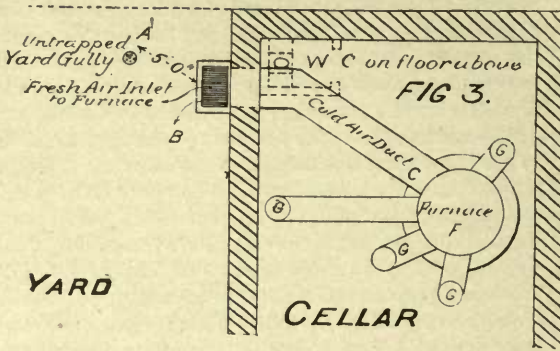 A'
Untrapped
Yard Gully
5'. 0"
Fresh Air Inlet
to Furnace
B
W C on floor above
FIG 3.
Cold Air Duct C
G
G
Furnace
F
G
G
YARD
CELLAR